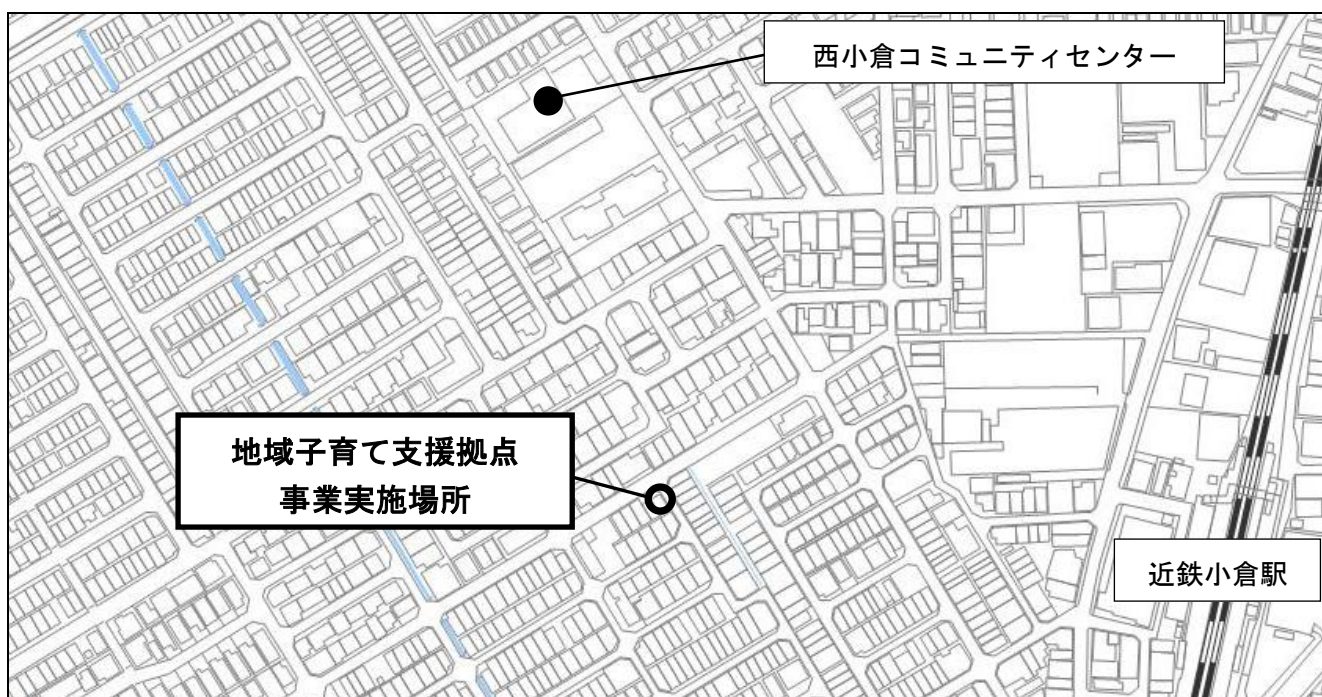 西小倉コミュニティセンター
地域子育て支援拠点
事業実施場所
近鉄小倉駅